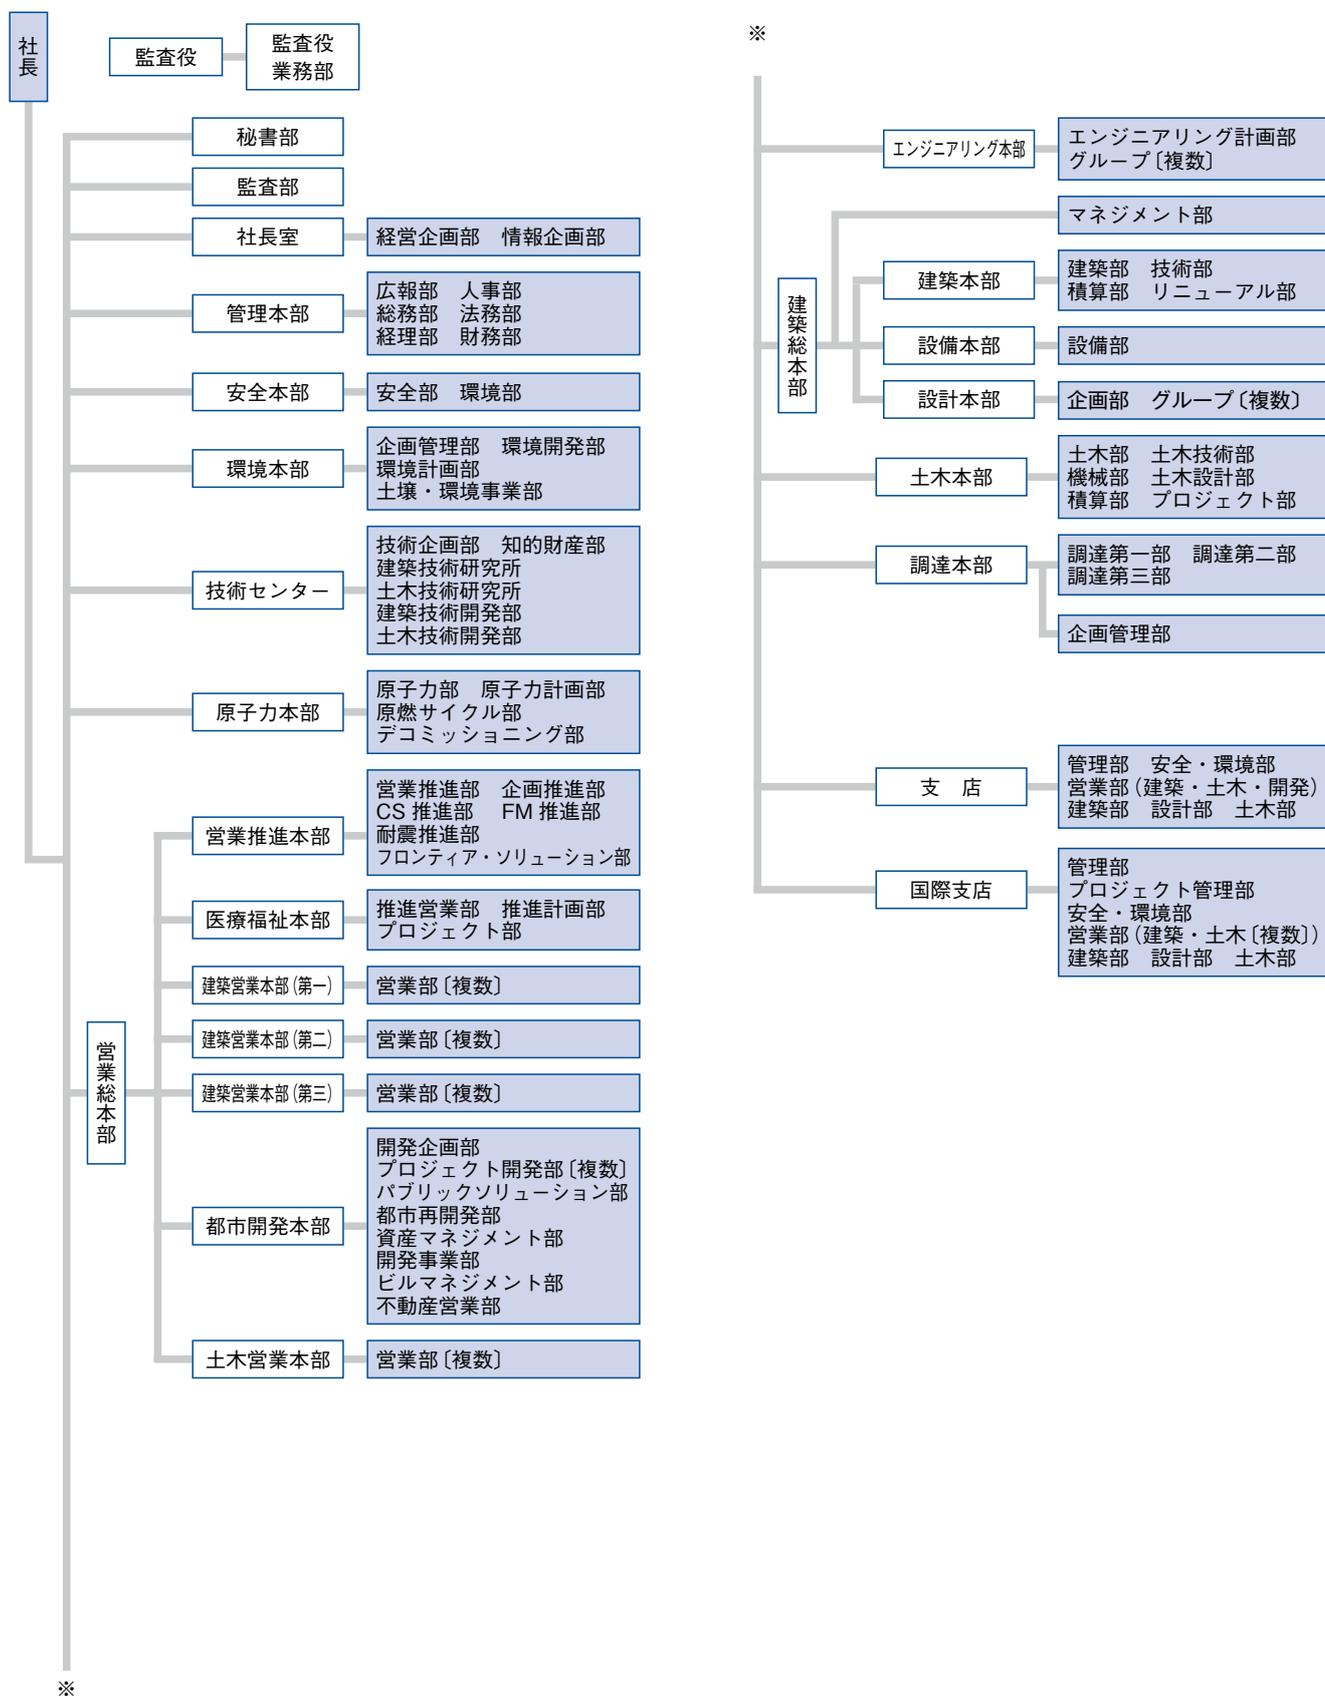 社長
監査役
監査役
業務部
秘書部
監査部
社長室
経営企画部　情報企画部
管理本部
広報部　人事部
総務部　法務部
経理部　財務部
安全本部
安全部　環境部
環境本部
企画管理部　環境開発部
環境計画部
土壌・環境事業部
技術センター
技術企画部　知的財産部
建築技術研究所
土木技術研究所
建築技術開発部
土木技術開発部
原子力本部
原子力部　原子力計画部
原燃サイクル部
デコミッショニング部
営業総本部
営業推進本部
営業推進部　企画推進部
CS 推進部　FM 推進部
耐震推進部
フロンティア・ソリューション部
医療福祉本部
推進営業部　推進計画部
プロジェクト部
建築営業本部（第一）
営業部〔複数〕
建築営業本部（第二）
営業部〔複数〕
建築営業本部（第三）
営業部〔複数〕
都市開発本部
開発企画部
プロジェクト開発部〔複数〕
パブリックソリューション部
都市再開発部
資産マネジメント部
開発事業部
ビルマネジメント部
不動産営業部
土木営業本部
営業部〔複数〕
※
※
エンジニアリング本部
エンジニアリング計画部
グループ〔複数〕
建築総本部
マネジメント部
建築本部
建築部　技術部
積算部　リニューアル部
設備本部
設備部
設計本部
企画部　グループ〔複数〕
土木本部
土木部　土木技術部
機械部　土木設計部
積算部　プロジェクト部
調達本部
調達第一部　調達第二部
調達第三部
企画管理部
支　店
管理部　安全・環境部
営業部（建築・土木・開発）
建築部　設計部　土木部
国際支店
管理部
プロジェクト管理部
安全・環境部
営業部（建築・土木〔複数〕）
建築部　設計部　土木部